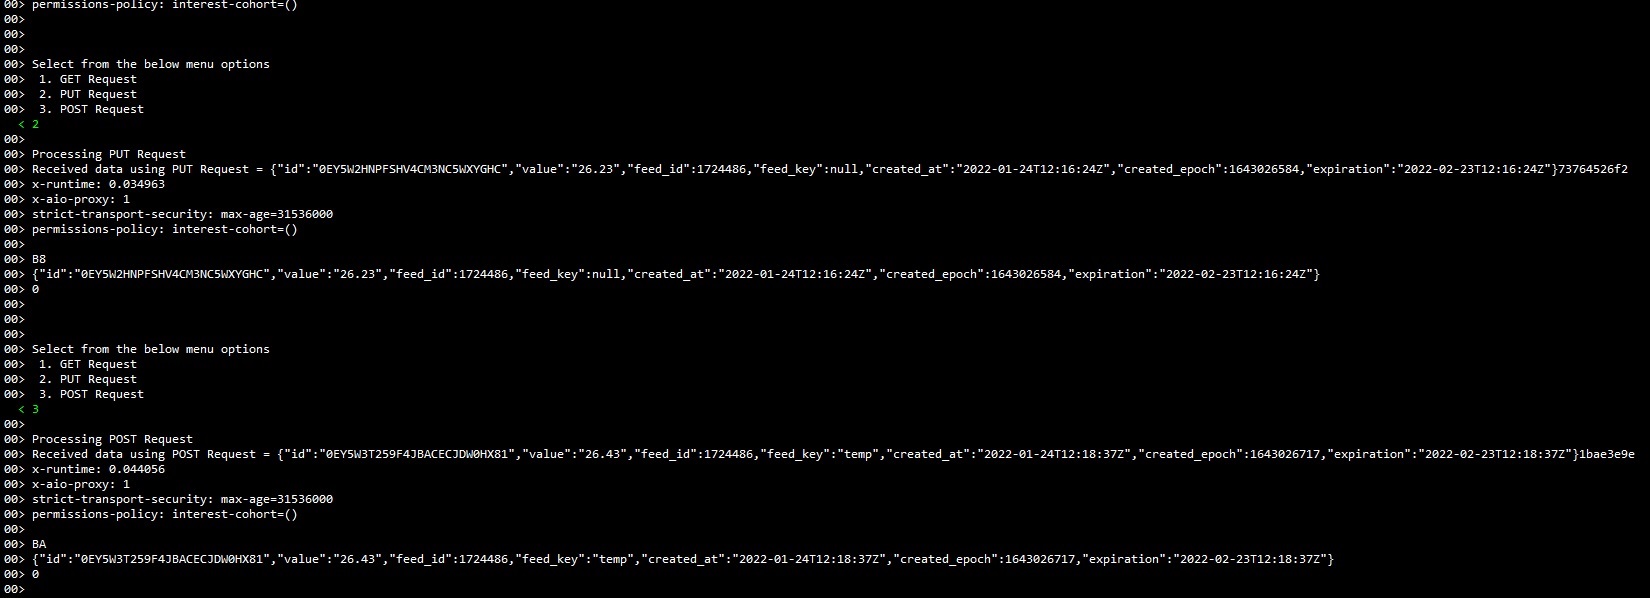 00> permissions-policy: interest-cohort=()
00>
00>
00>
00> Select from the below menu options
00>  1. GET Request
00>  2. PUT Request
00>  3. POST Request
< 2
00>
00> Processing PUT Request
00> Received data using PUT Request = {"id":"0EY5W2HNPFSHV4CM3NC5WXYGHC","value":"26.23","feed_id":1724486,"feed_key":null,"created_at":"2022-01-24T12:16:24Z","created_epoch":1643026584,"expiration":"2022-02-23T12:16:24Z"}73764526f2
00> x-runtime: 0.034963
00> x-aio-proxy: 1
00> strict-transport-security: max-age=31536000
00> permissions-policy: interest-cohort=()
00>
00> B8
00> {"id":"0EY5W2HNPFSHV4CM3NC5WXYGHC","value":"26.23","feed_id":1724486,"feed_key":null,"created_at":"2022-01-24T12:16:24Z","created_epoch":1643026584,"expiration":"2022-02-23T12:16:24Z"}
00> 0
00>
00>
00>
00> Select from the below menu options
00>  1. GET Request
00>  2. PUT Request
00>  3. POST Request
< 3
00>
00> Processing POST Request
00> Received data using POST Request = {"id":"0EY5W3T259F4JBACECJDW0HX81","value":"26.43","feed_id":1724486,"feed_key":"temp","created_at":"2022-01-24T12:18:37Z","created_epoch":1643026717,"expiration":"2022-02-23T12:18:37Z"}1bae3e9e
00> x-runtime: 0.044056
00> x-aio-proxy: 1
00> strict-transport-security: max-age=31536000
00> permissions-policy: interest-cohort=()
00>
00> BA
00> {"id":"0EY5W3T259F4JBACECJDW0HX81","value":"26.43","feed_id":1724486,"feed_key":"temp","created_at":"2022-01-24T12:18:37Z","created_epoch":1643026717,"expiration":"2022-02-23T12:18:37Z"}
00> 0
00>